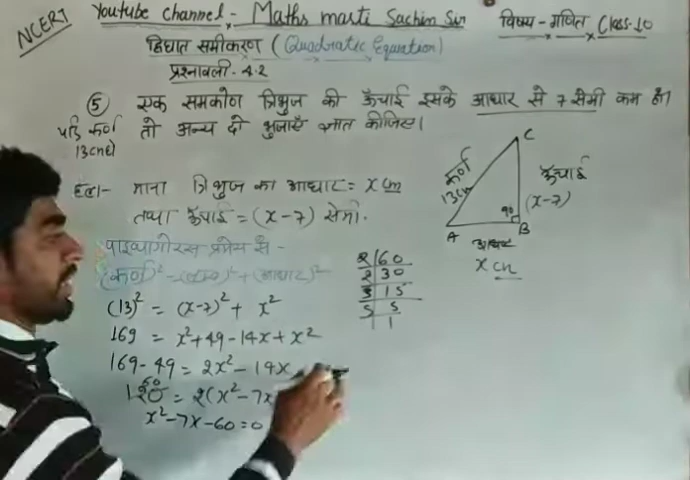 NCERT
Youtube channel - Maths masti Sachin Sir
विषय - गणित Class-10
द्विघात समीकरण (Quadratic Equation)
प्रश्नावली - 4.2
⑤ एक समकोण त्रिभुज की ऊँचाई इसके आधार से 7 सेमी कम है।
यदि कर्ण 13cm है तो अन्य दो भुजाएँ ज्ञात कीजिए।
हल:- माना त्रिभुज का आधार = x cm
तथा ऊँचाई = (x-7) सेमी.
पाइथागोरस प्रमेय से -
(कर्ण)² = (लम्ब)² + (आधार)²
(13)² = (x-7)² + x²
169 = x²+49-14x+x²
169-49 = 2x²-14x
120 = 2(x²-7x
60
x²-7x-60=0
2 60
2 30
3 15
5 5
1
C
कर्ण 13cm
ऊँचाई
(x-7)
90
A
B
आधार
x cm